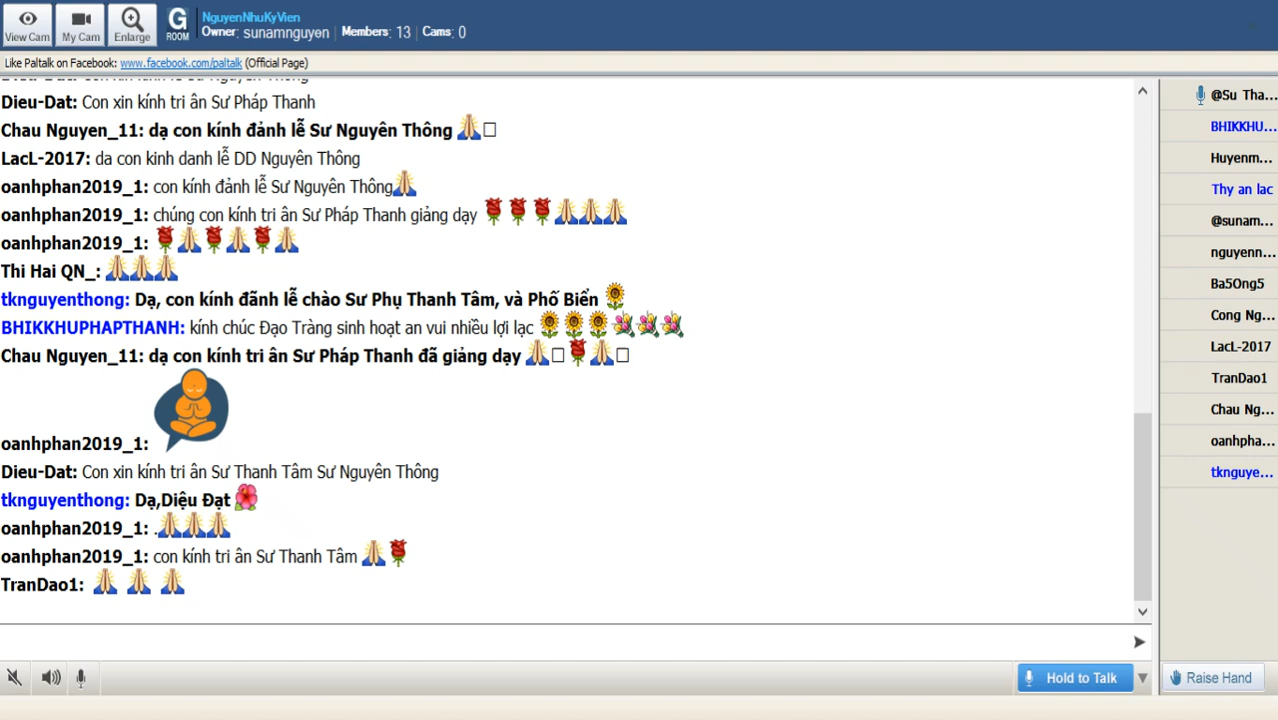 NguyenNhuKyVien
View Cam
My Cam
Enlarge
G
ROOM
Owner: sunamnguyen Members: 13 Cams: 0
Like Paltalk on Facebook: www.facebook.com/paltalk (Official Page)
Dieu-Dat: Con xin kính tri ân Sư Pháp Thanh
Chau Nguyen_11: dạ con kính đảnh lễ Sư Nguyên Thông 🙏□
LacL-2017: da con kinh danh lễ DD Nguyên Thông
oanhphan2019_1: con kính đảnh lễ Sư Nguyên Thông🙏
oanhphan2019_1: chúng con kính tri ân Sư Pháp Thanh giảng dạy 🌹🌹🌹🙏🙏🙏
oanhphan2019_1: 🌹🙏🌹🙏🌹🙏
Thi Hai QN_: 🙏🙏🙏
tknguyenthong: Dạ, con kính đãnh lễ chào Sư Phụ Thanh Tâm, và Phố Biển 🌻
BHIKKHUPHAPTHANH: kính chúc Đạo Tràng sinh hoạt an vui nhiều lợi lạc 🌻🌻🌻💐💐💐
Chau Nguyen_11: dạ con kính tri ân Sư Pháp Thanh đã giảng dạy 🙏□🌹🙏□
oanhphan2019_1:
Dieu-Dat: Con xin kính tri ân Sư Thanh Tâm Sư Nguyên Thông
tknguyenthong: Dạ,Diệu Đạt 🌺
oanhphan2019_1: .🙏🙏🙏
oanhphan2019_1: con kính tri ân Sư Thanh Tâm 🙏🌹
TranDao1: 🙏 🙏 🙏
@Su Tha...
BHIKKHU...
Huyenm...
Thy an lac
@sunam...
nguyenn...
Ba5Ong5
Cong Ng...
LacL-2017
TranDao1
Chau Ng...
oanhpha...
tknguye...
Hold to Talk
Raise Hand